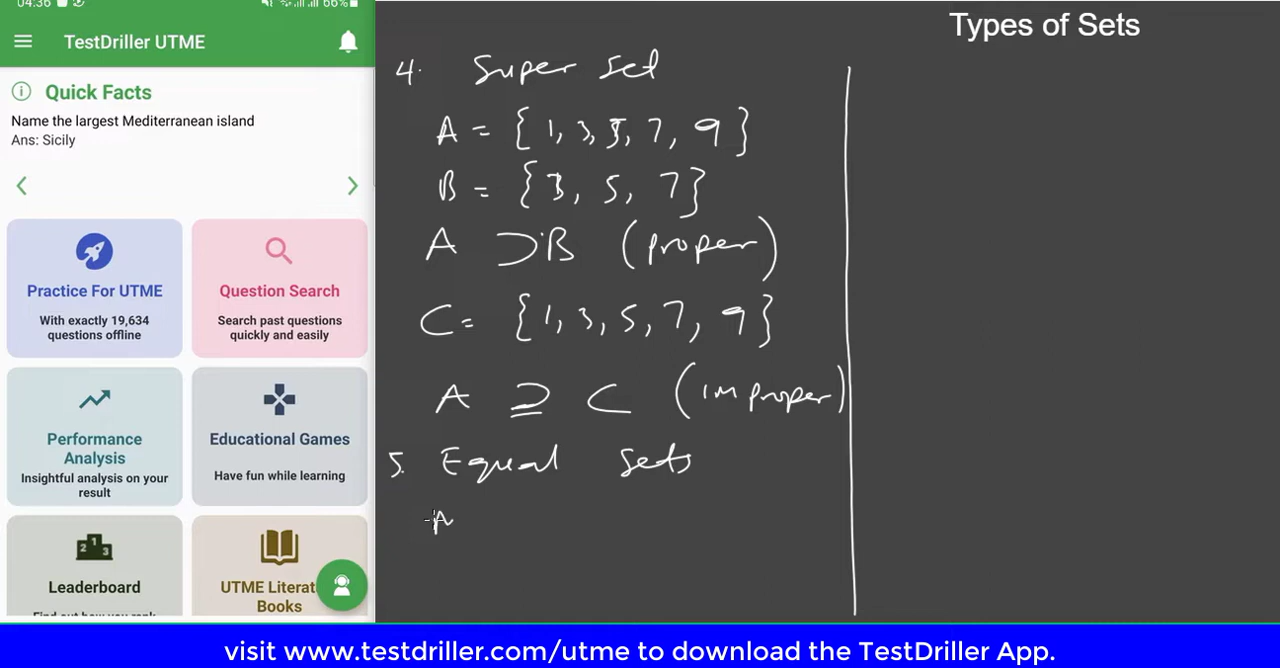 04:36 66%
TestDriller UTME
Quick Facts
Name the largest Mediterranean island
Ans: Sicily
Practice For UTME
With exactly 19,634
questions offline
Question Search
Search past questions
quickly and easily
Performance
Analysis
Insightful analysis on your
result
Educational Games
Have fun while learning
Leaderboard
UTME Literat
Books
Types of Sets
4. Super Set
A = { 1, 3, 5, 7, 9 }
B = { 3, 5, 7 }
A ⊃ B (proper)
C = { 1, 3, 5, 7, 9 }
A ⊇ C (improper)
5. Equal Sets
A
visit www.testdriller.com/utme to download the TestDriller App.